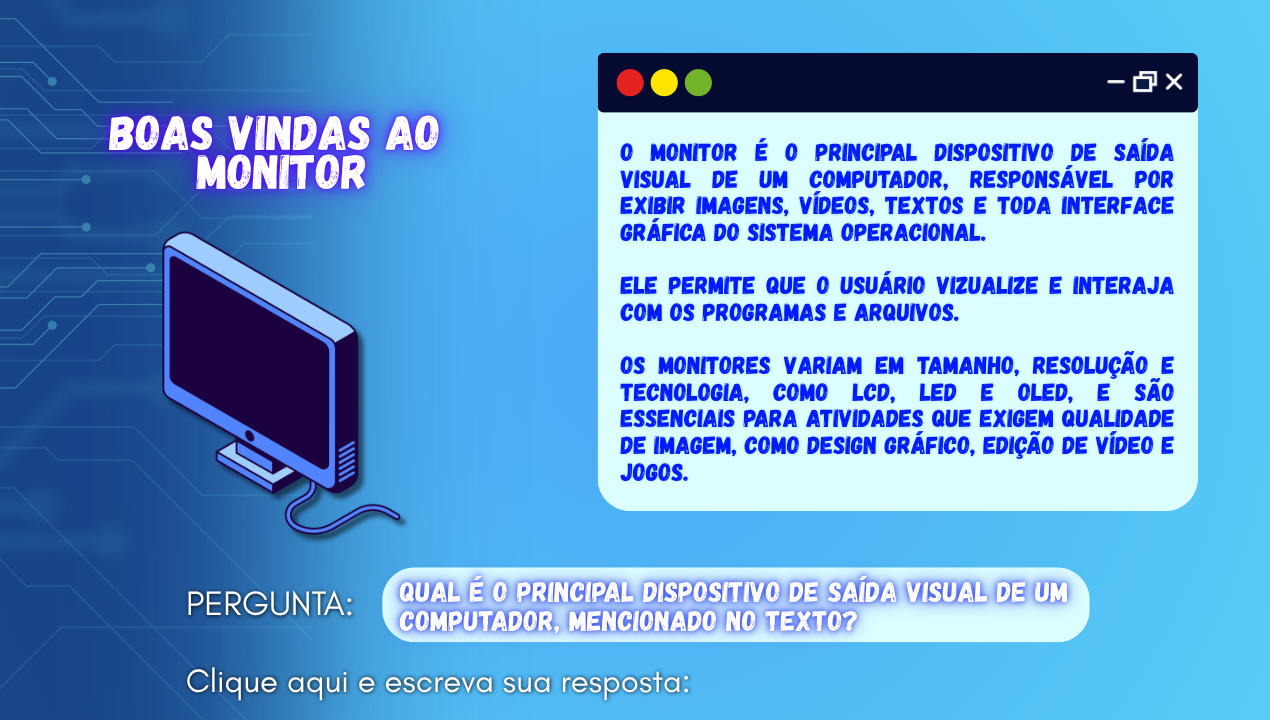 BOAS VINDAS AO
MONITOR
O MONITOR É O PRINCIPAL DISPOSITIVO DE SAÍDA
VISUAL DE UM COMPUTADOR, RESPONSÁVEL POR
EXIBIR IMAGENS, VÍDEOS, TEXTOS E TODA INTERFACE
GRÁFICA DO SISTEMA OPERACIONAL.
ELE PERMITE QUE O USUÁRIO VIZUALIZE E INTERAJA
COM OS PROGRAMAS E ARQUIVOS.
OS MONITORES VARIAM EM TAMANHO, RESOLUÇÃO E
TECNOLOGIA, COMO LCD, LED E OLED, E SÃO
ESSENCIAIS PARA ATIVIDADES QUE EXIGEM QUALIDADE
DE IMAGEM, COMO DESIGN GRÁFICO, EDIÇÃO DE VÍDEO E
JOGOS.
PERGUNTA:
QUAL É O PRINCIPAL DISPOSITIVO DE SAÍDA VISUAL DE UM
COMPUTADOR, MENCIONADO NO TEXTO?
Clique aqui e escreva sua resposta: